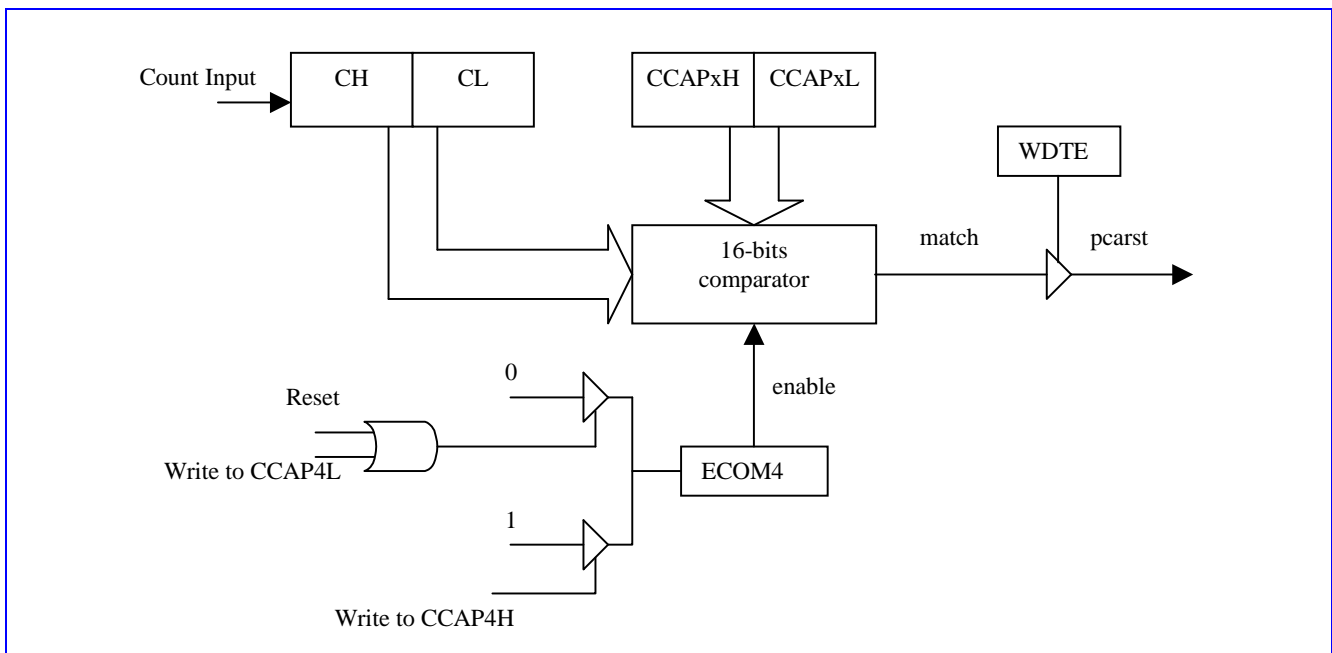 Count Input
CH
CL
CCAPxH
CCAPxL
WDTE
16-bits
comparator
match
pcarst
0
enable
Reset
Write to CCAP4L
ECOM4
1
Write to CCAP4H